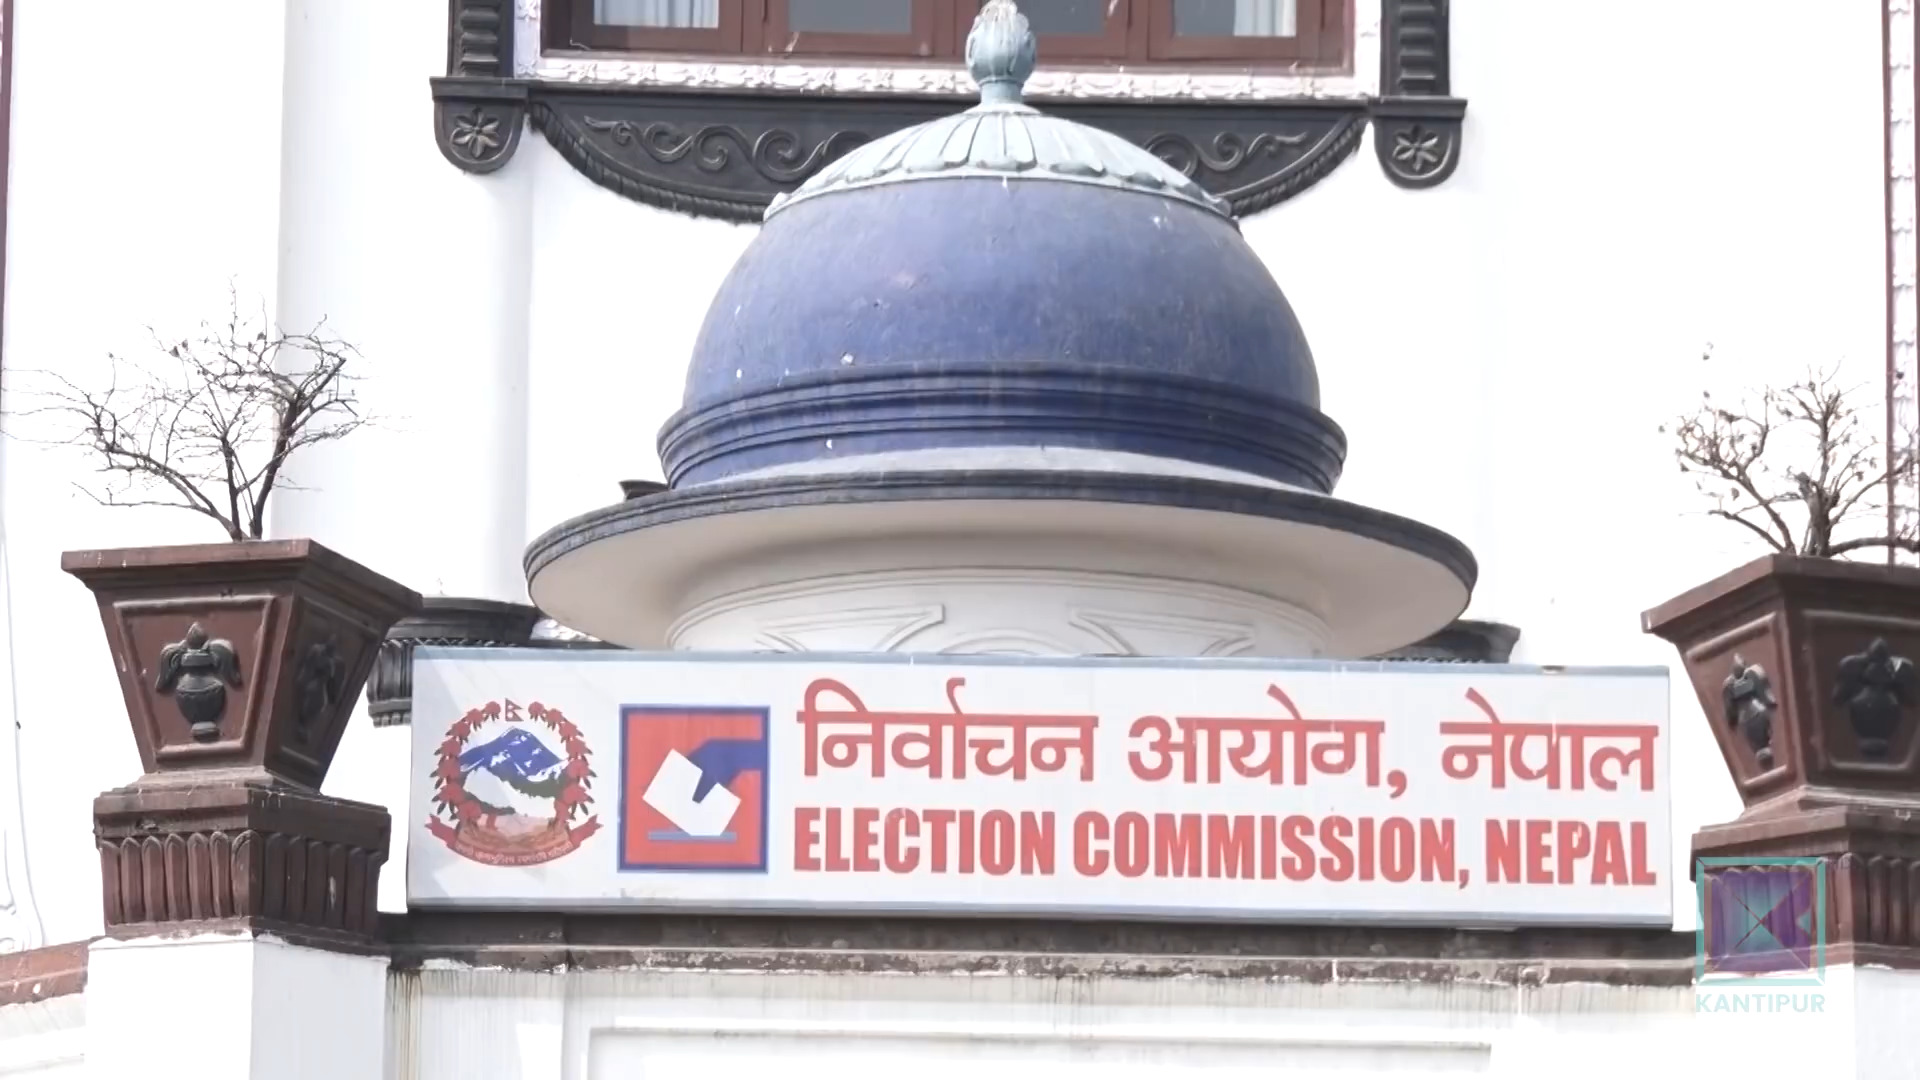 निर्वाचन आयोग, नेपाल
ELECTION COMMISSION, NEPAL
KANTIPUR